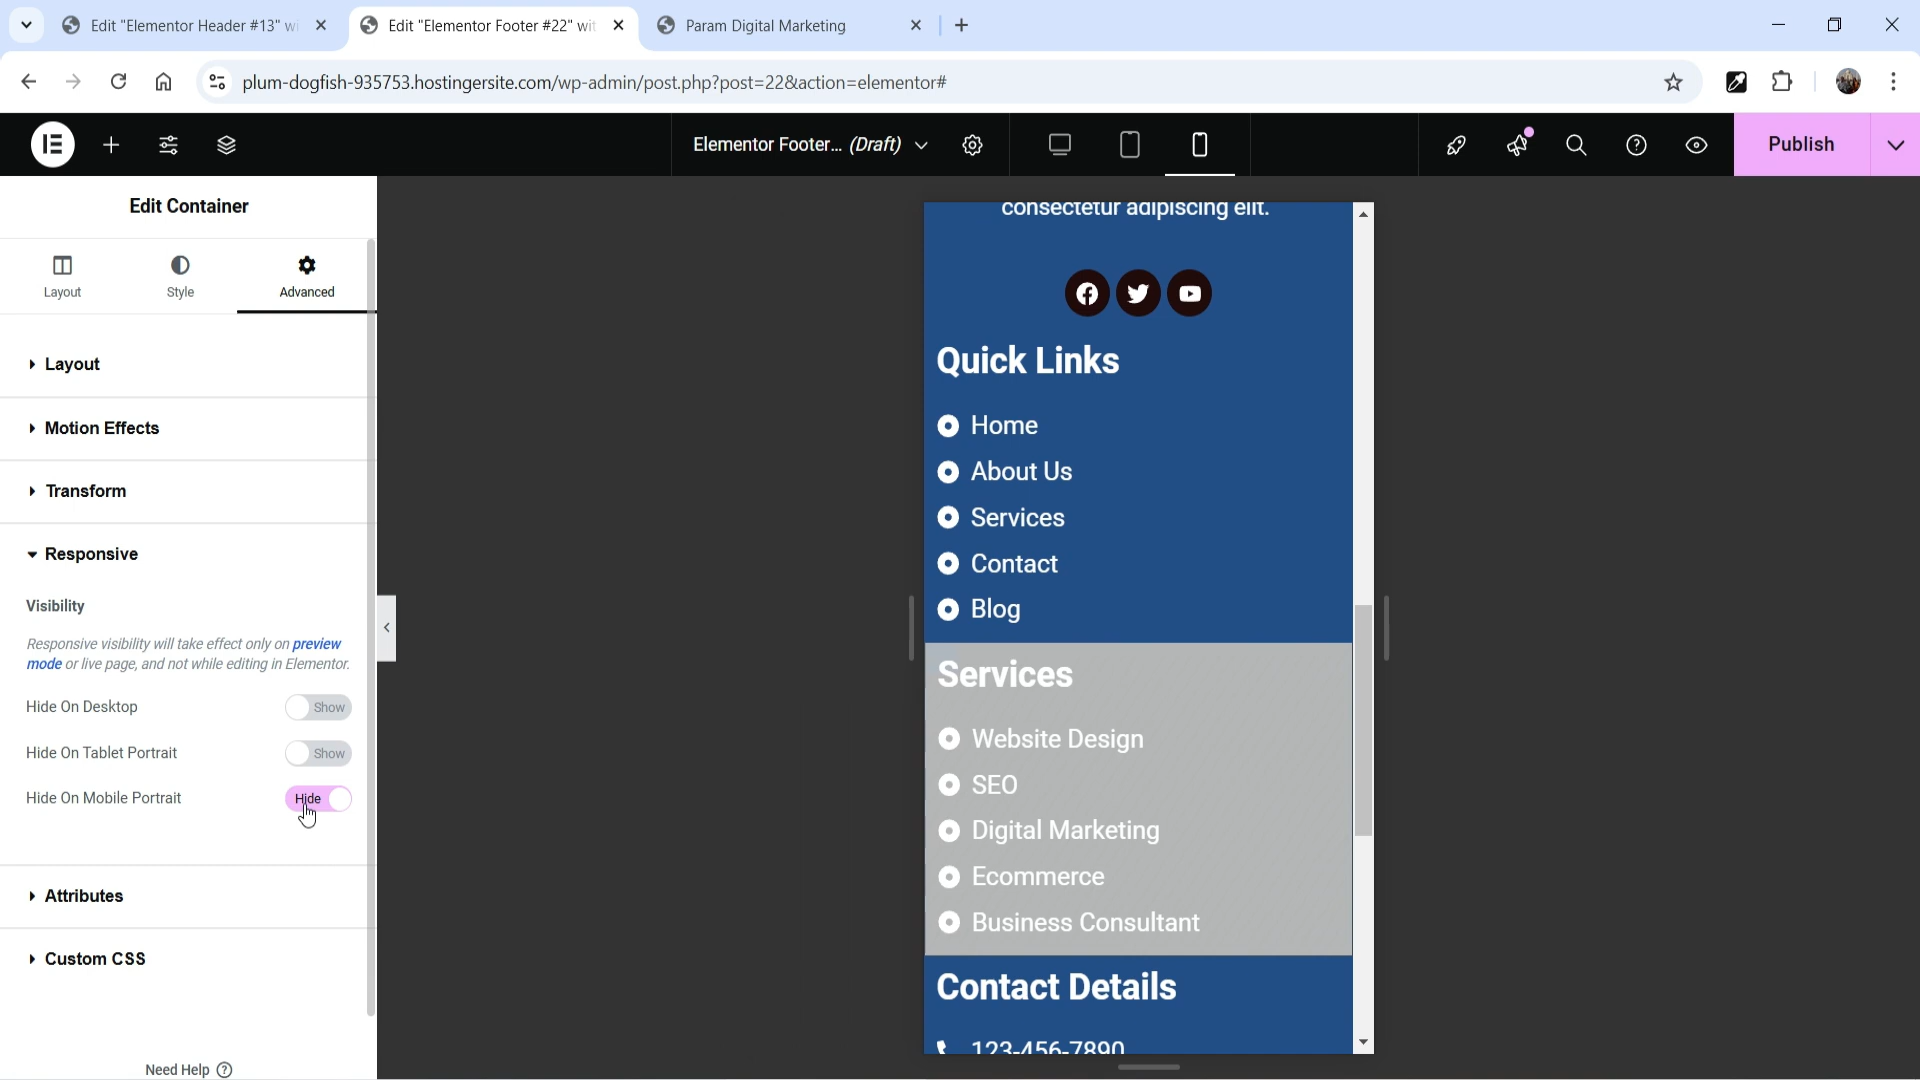 Edit "Elementor Header #13" wi
Edit "Elementor Footer #22" wit
Param Digital Marketing
plum-dogfish-935753.hostingersite.com/wp-admin/post.php?post=22&action=elementor#
Elementor Footer... (Draft)
Publish
Edit Container
Layout
Style
Advanced
Layout
Motion Effects
Transform
Responsive
Visibility
Responsive visibility will take effect only on preview
mode or live page, and not while editing in Elementor.
Hide On Desktop
Show
Hide On Tablet Portrait
Show
Hide On Mobile Portrait
Hide
Attributes
Custom CSS
Need Help
consectetur adipiscing elit.
Quick Links
Home
About Us
Services
Contact
Blog
Services
Website Design
SEO
Digital Marketing
Ecommerce
Business Consultant
Contact Details
123-456-7890